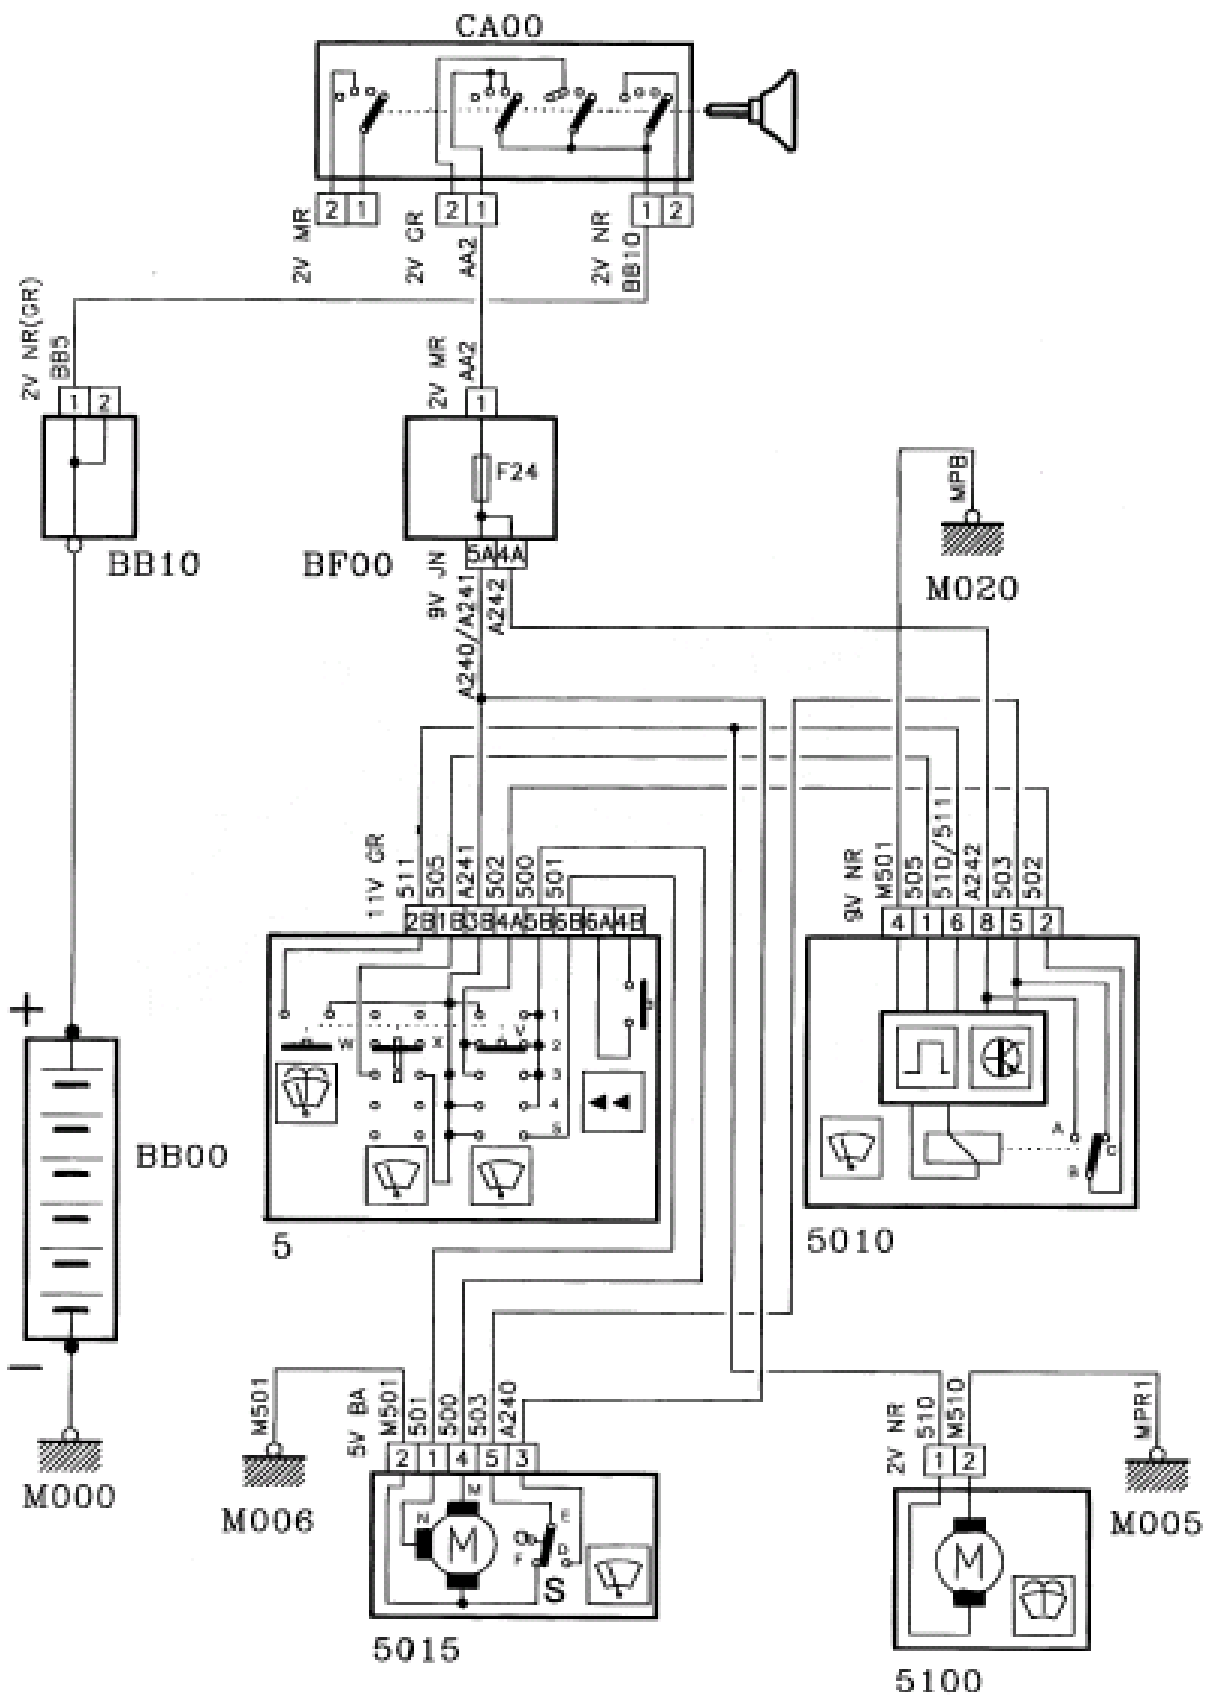 CA00
2 1
2 1
1 2
2V MR
2V GR
AA2
2V NR
BB10
2V NR(GR)
BB5
2V MR
AA2
1 2
1
F24
BB10
BF00
5A 4A
9V JN
A240/A241
A242
MPB
M020
11V GR
511
505
A241
502
500
501
9V NR
M501
505
510/511
A242
503
502
2B 1B 3B 4A 5B 6B 4B
4 1 6 8 5 2
+
W X V
1
2
3
4
5
A
B
C
BB00
5
5010
−
M000
M501
M006
5V BA
M501
501
500
503
A240
2 1 4 5 3
M
N
M
E
D
F
S
5015
2V NR
510
M510
MPR1
1 2
M005
M
5100